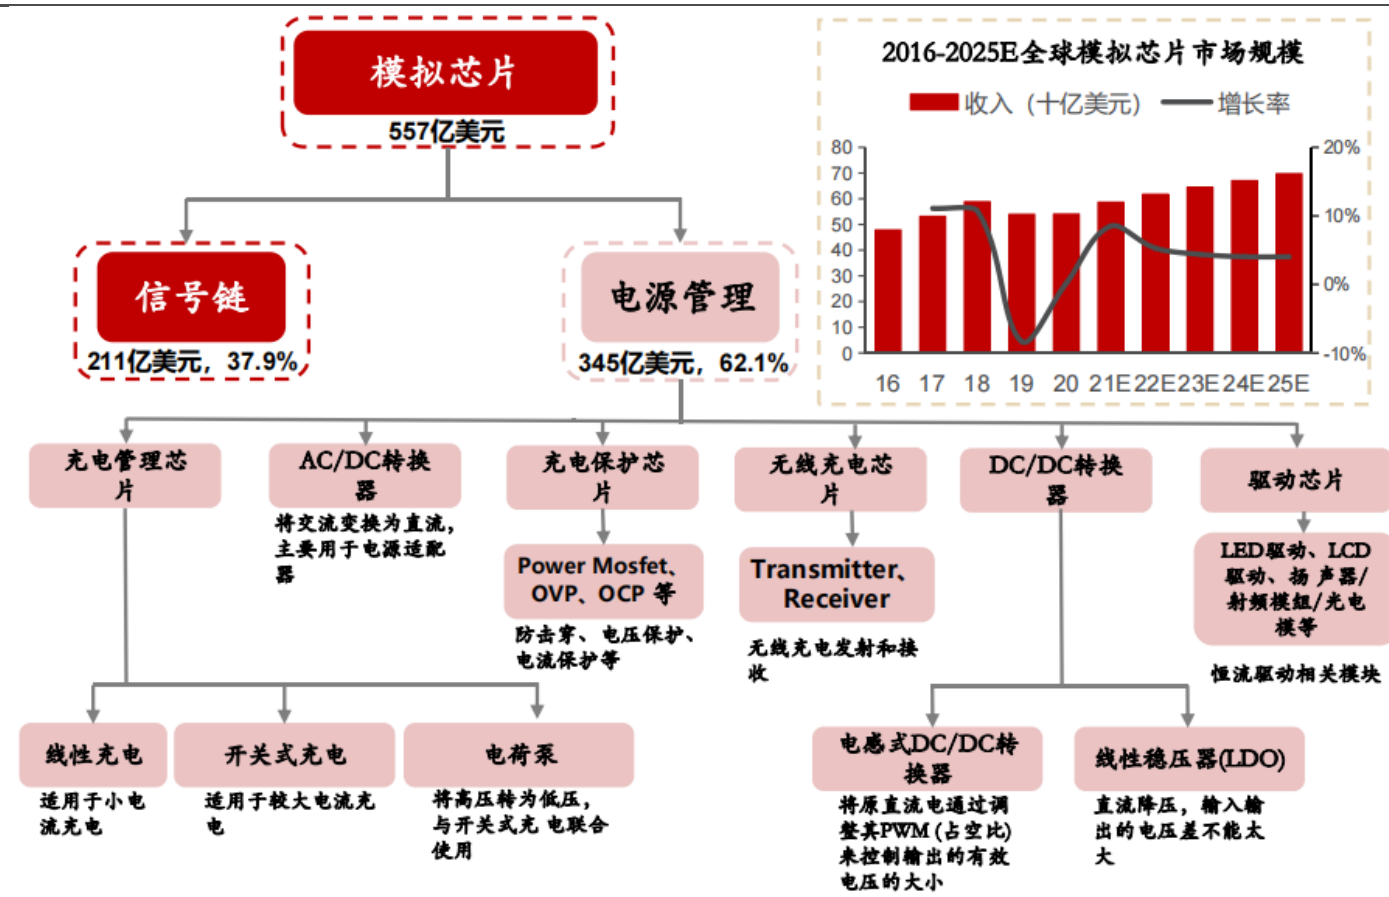 模拟芯片
557亿美元
信号链
211亿美元，37.9%
电源管理
345亿美元，62.1%
2016-2025E全球模拟芯片市场规模
收入（十亿美元）
增长率
80
70
60
50
40
30
20
10
0
20%
10%
0%
-10%
16 17 18 19 20 21E 22E 23E 24E 25E
充电管理芯
片
AC/DC转换
器
将交流变换为直流，
主要用于电源适配
器
充电保护芯
片
Power Mosfet、
OVP、OCP 等
防击穿、电压保护、
电流保护等
无线充电芯
片
Transmitter、
Receiver
无线充电发射和接
收
DC/DC转换
器
驱动芯片
LED驱动、LCD
驱动、扬声器/
射频模组/光电
模等
恒流驱动相关模块
线性充电
适用于小电
流充电
开关式充电
适用于较大电流充
电
电荷泵
将高压转为低压，
与开关式充 电联合
使用
电感式DC/DC转
换器
将原直流电通过调
整其PWM (占空比)
来控制输出的有效
电压的大小
线性稳压器(LDO)
直流降压，输入输
出的电压差不能太
大